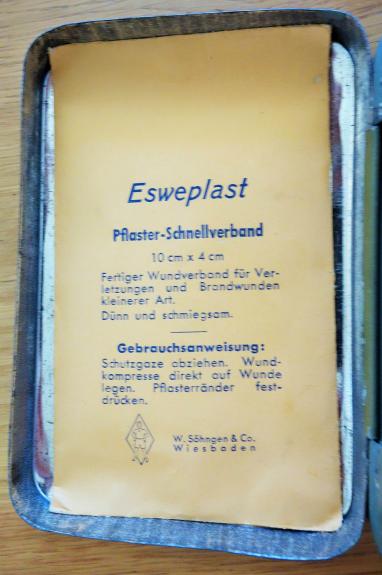 Esweplast
Pflaster-Schnellverband
10 cm x 4 cm
Fertiger Wundverband für Ver-
letzungen und Brandwunden
kleinerer Art.
Dünn und schmiegsam.
Gebrauchsanweisung:
Schutzgaze abziehen. Wund-
kompresse direkt auf Wunde
legen. Pflasterränder fest-
drücken.
W. Söhngen & Co.
Wiesbaden